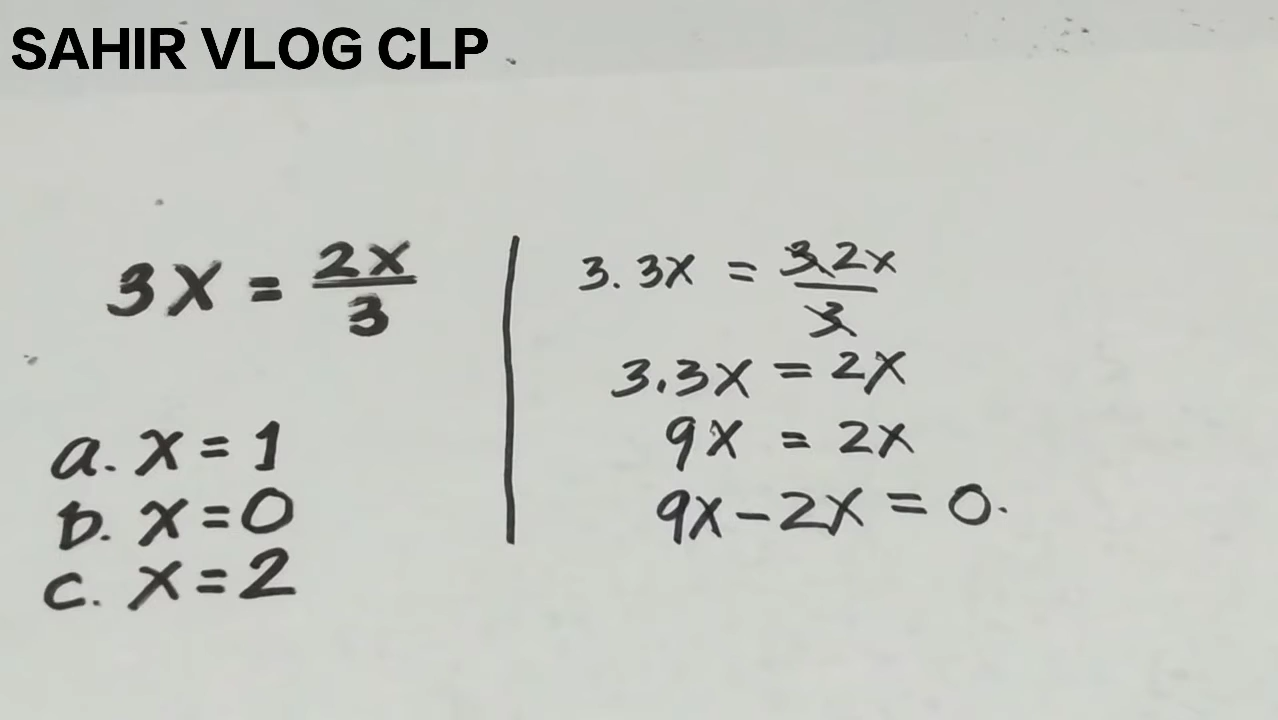 SAHIR VLOG CLP
3X = 2X/3
a. X = 1
b. X = 0
c. X = 2
3.3X = 3.2X/3
3.3X = 2X
9X = 2X
9X - 2X = 0.